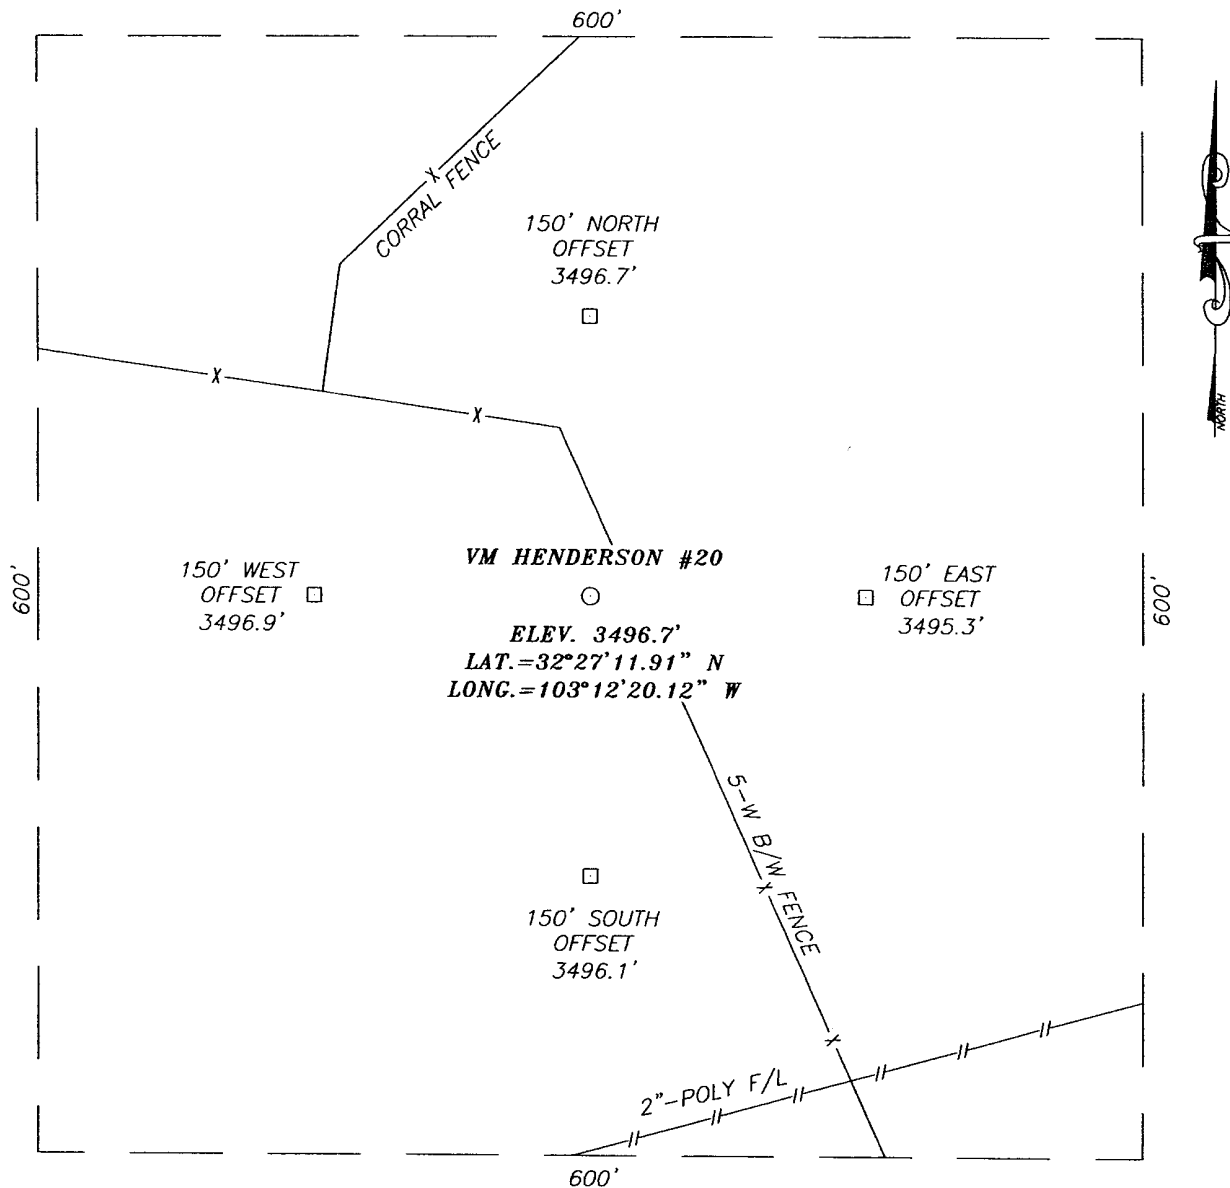 600'
CORRAL FENCE
150' NORTH
OFFSET
3496.7'
NORTH
600'
150' WEST
OFFSET
3496.9'
VM HENDERSON #20
ELEV. 3496.7'
LAT.=32°27'11.91" N
LONG.=103°12'20.12" W
150' EAST
OFFSET
3495.3'
600'
5-W B/W FENCE
150' SOUTH
OFFSET
3496.1'
2"-POLY F/L
600'